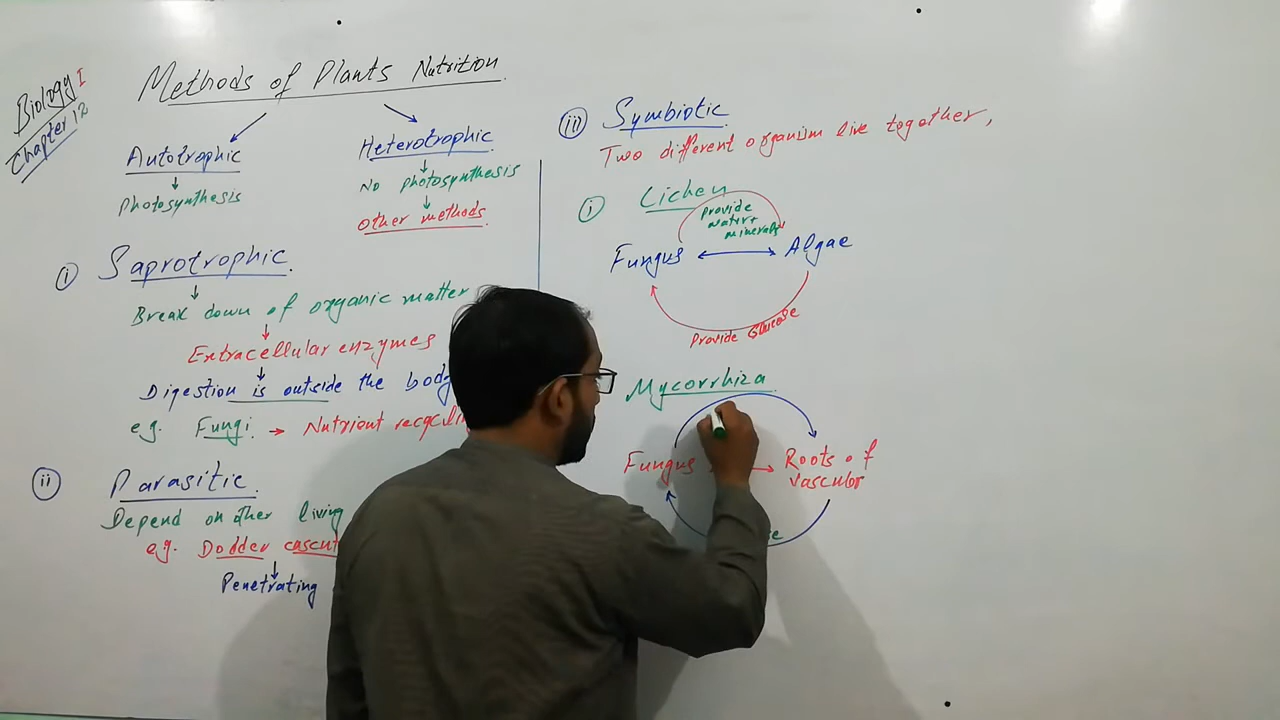 Biology I
Chapter 12
Methods of Plants Nutrition
Autotrophic
Photosynthesis
Heterotrophic
No photosynthesis
Other methods
i Saprotrophic.
Break down of organic matter
Extracellular enzymes
Digestion is outside the body
e.g. Fungi. → Nutrient
ii Parasitic.
Depend on other living
e.g. Dodder
Penetrating
iii Symbiotic
Two different organism live together,
i Lichen
Provide
water+
minerals
Fungus ↔ Algae
Provide Glucose
Mycorrhiza
Fungus → Roots of
vascular